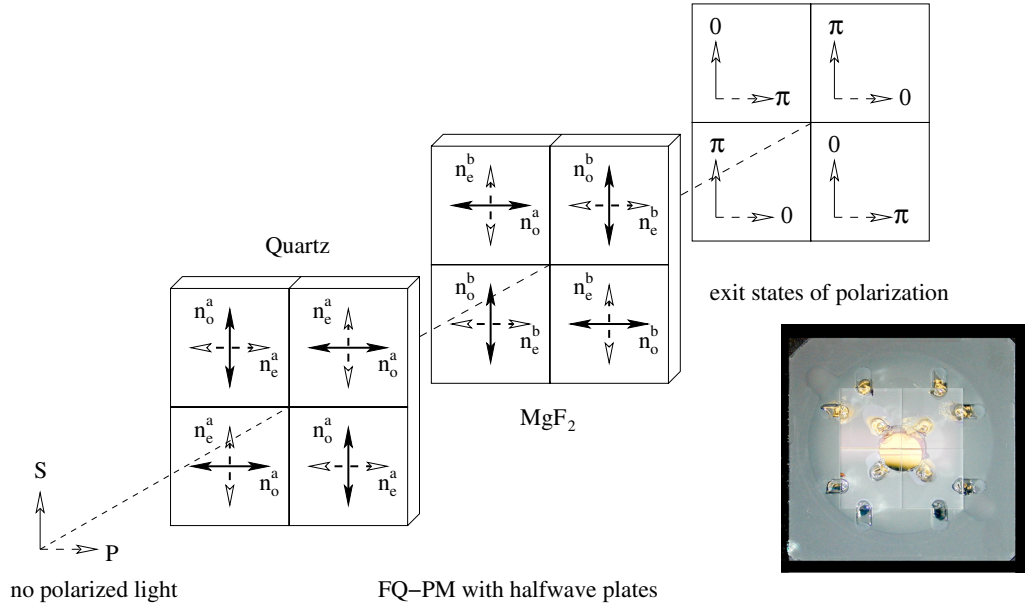 0
π
π
0
π
0
0
π
exit states of polarization
n_e^b
n_o^b
n_o^a
n_e^b
n_o^b
n_e^b
n_e^b
n_o^b
MgF₂
Quartz
n_o^a
n_e^a
n_e^a
n_o^a
n_e^a
n_o^a
n_o^a
n_e^a
S
P
no polarized light
FQ–PM with halfwave plates